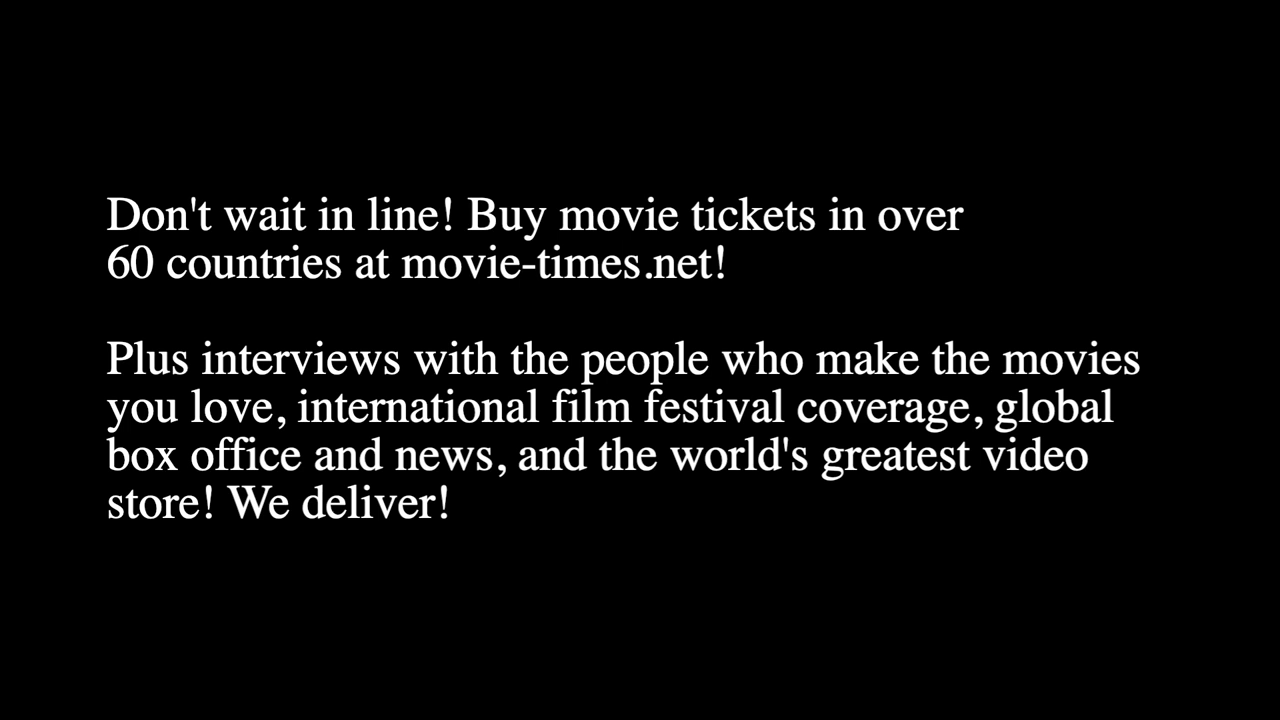 Don't wait in line! Buy movie tickets in over
60 countries at movie-times.net!
Plus interviews with the people who make the movies
you love, international film festival coverage, global
box office and news, and the world's greatest video
store! We deliver!